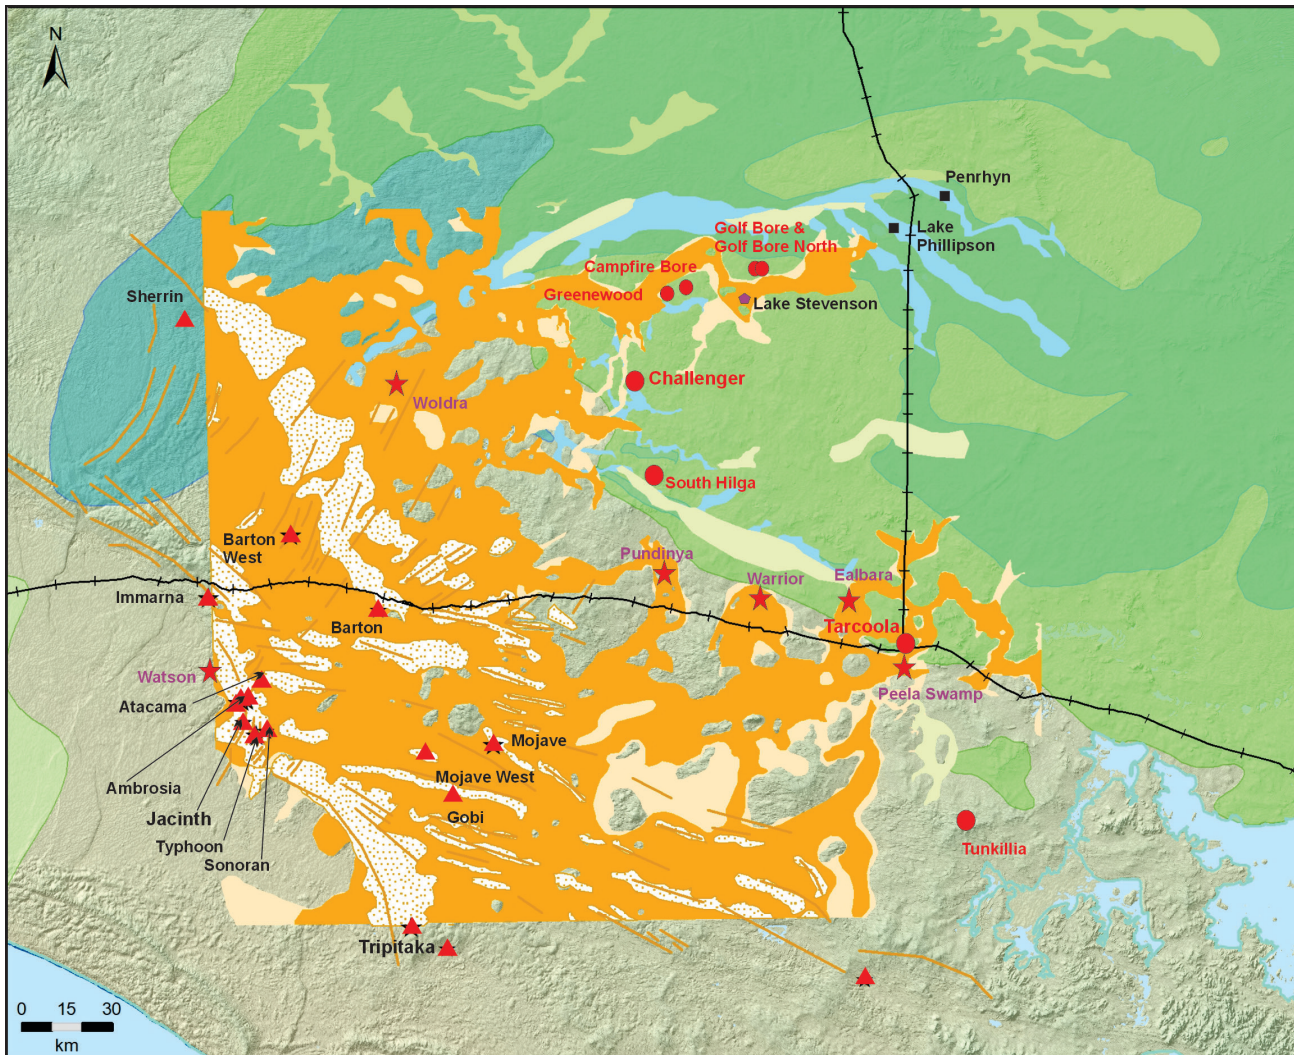 N
Penrhyn
Lake
Phillipson
Golf Bore &
Golf Bore North
Campfire Bore
Greenewood
Lake Stevenson
Sherrin
Challenger
Woldra
South Hilga
Barton
West
Pundinya
Warrior
Ealbara
Immarna
Barton
Tarcoola
Watson
Peela Swamp
Atacama
Mojave
Mojave West
Ambrosia
Gobi
Jacinth
Typhoon
Sonoran
Tunkillia
Tripitaka
0 15 30
km